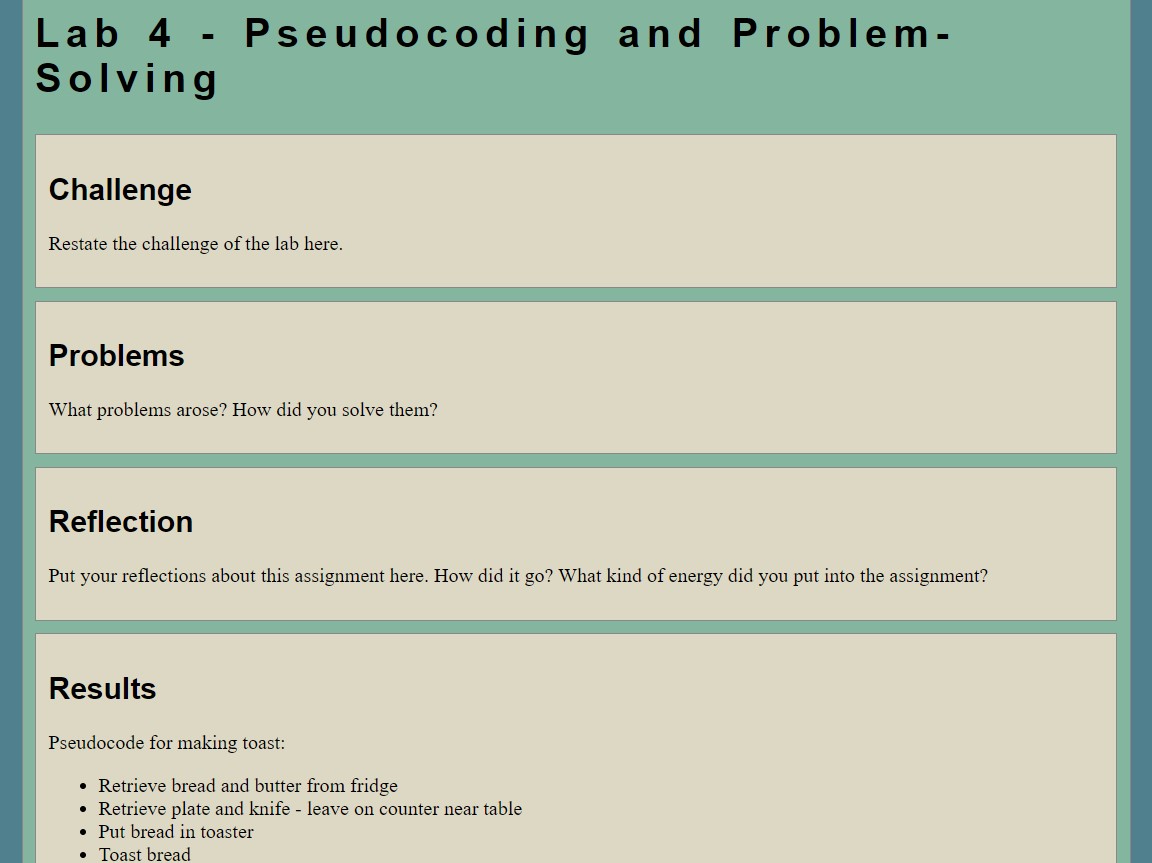 Lab 4 - Pseudocoding and Problem-
Solving
Challenge
Restate the challenge of the lab here.
Problems
What problems arose? How did you solve them?
Reflection
Put your reflections about this assignment here. How did it go? What kind of energy did you put into the assignment?
Results
Pseudocode for making toast:
• Retrieve bread and butter from fridge
• Retrieve plate and knife - leave on counter near table
• Put bread in toaster
• Toast bread